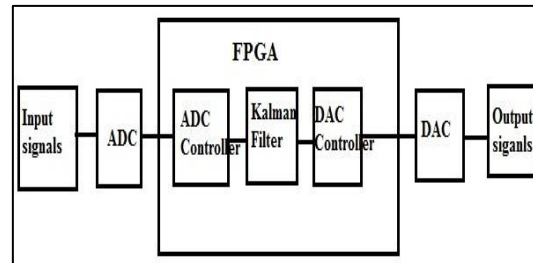 FPGA
Input
signals
ADC
ADC
Controller
Kalman
Filter
DAC
Controller
DAC
Output
siganls